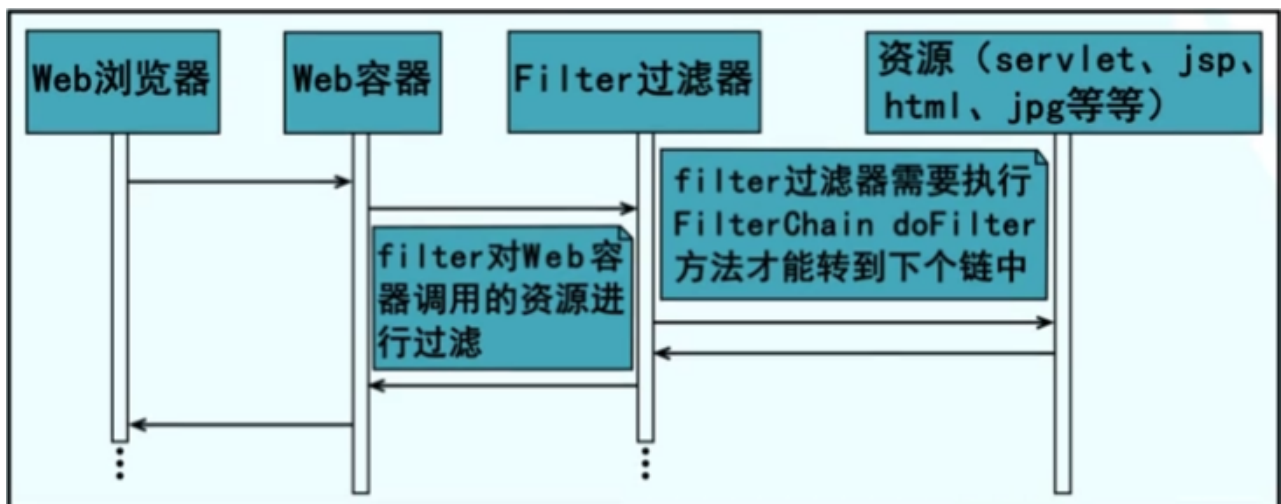 Web浏览器
Web容器
Filter过滤器
资源（servlet、jsp、
html、jpg等等）
filter过滤器需要执行
FilterChain doFilter
方法才能转到下个链中
filter对Web容
器调用的资源进
行过滤